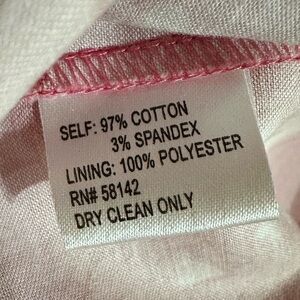 SELF: 97% COTTON
3% SPANDEX
LINING: 100% POLYESTER
RN# 58142
DRY CLEAN ONLY